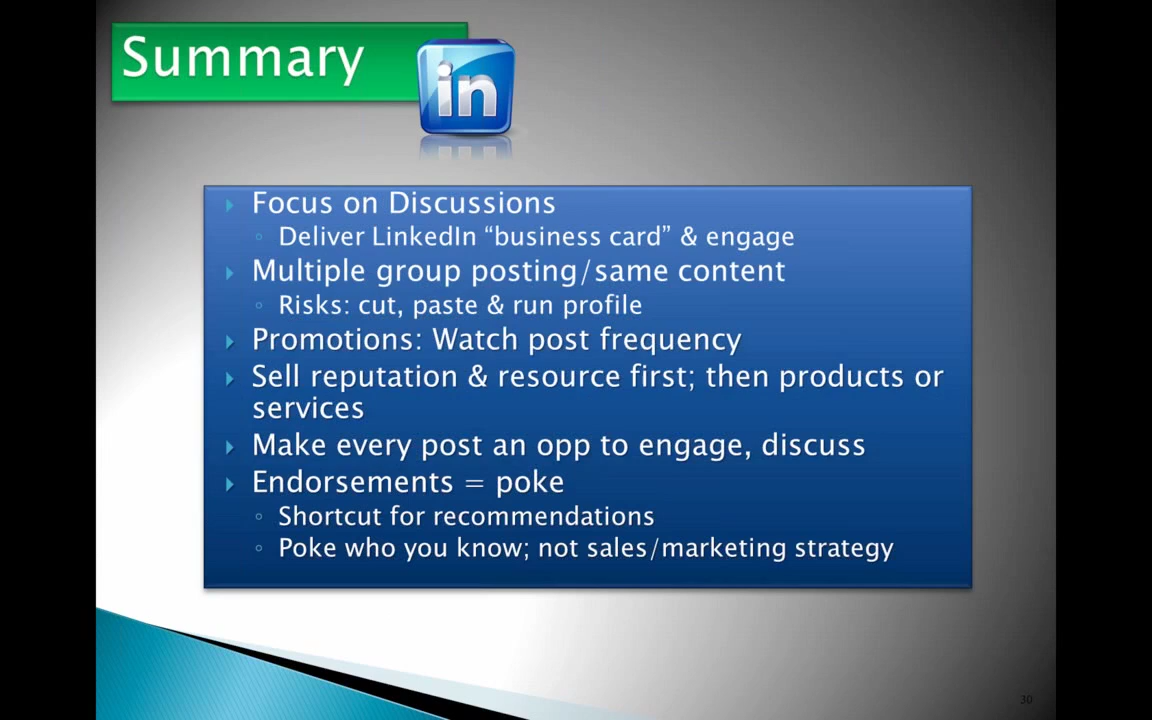 Summary
in
Focus on Discussions
Deliver LinkedIn “business card” & engage
Multiple group posting/same content
Risks: cut, paste & run profile
Promotions: Watch post frequency
Sell reputation & resource first; then products or
services
Make every post an opp to engage, discuss
Endorsements = poke
Shortcut for recommendations
Poke who you know; not sales/marketing strategy
30